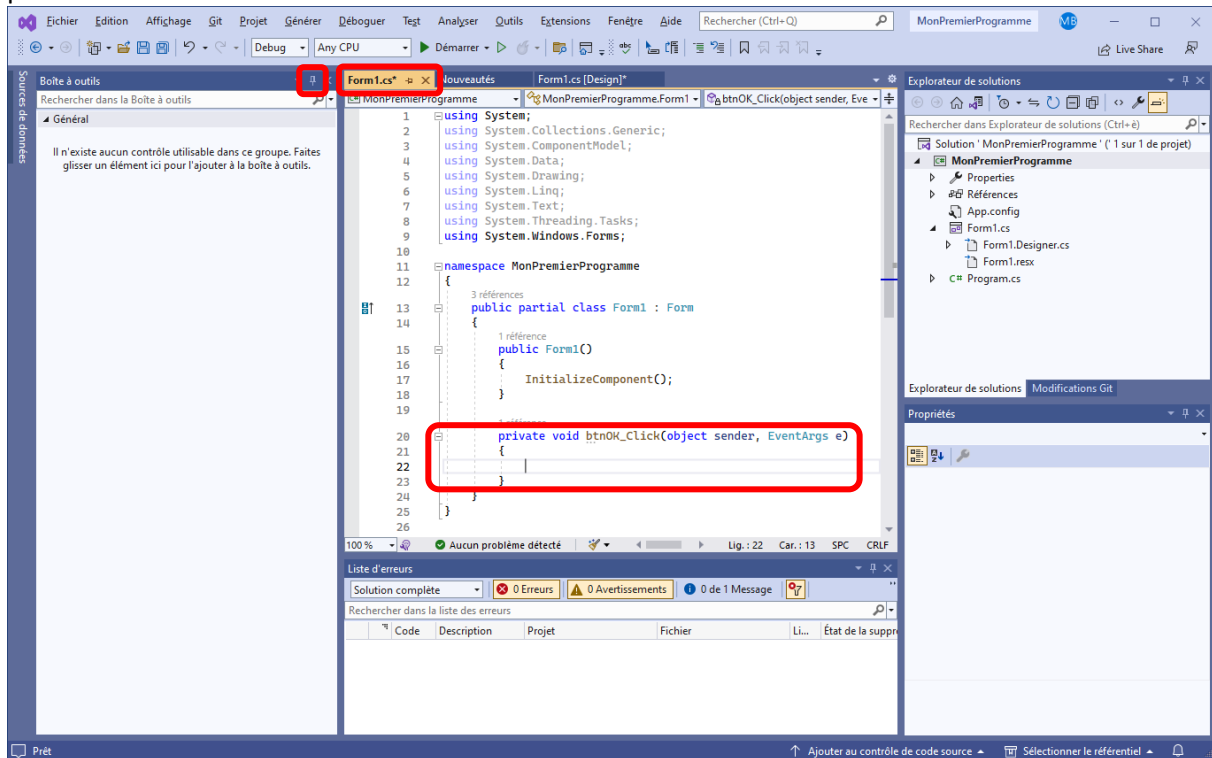 Fichier Edition Affichage Git Projet Générer Déboguer Test Analyser Outils Extensions Fenêtre Aide Rechercher (Ctrl+Q) MonPremierProgramme MB
Debug Any CPU Démarrer Live Share
Sources de données
Boîte à outils
Rechercher dans la Boîte à outils
Général
Il n'existe aucun contrôle utilisable dans ce groupe. Faites
glisser un élément ici pour l'ajouter à la boîte à outils.
Form1.cs* Nouveautés Form1.cs [Design]*
MonPremierProgramme MonPremierProgramme.Form1 btnOK_Click(object sender, Eve
1 using System;
2 using System.Collections.Generic;
3 using System.ComponentModel;
4 using System.Data;
5 using System.Drawing;
6 using System.Linq;
7 using System.Text;
8 using System.Threading.Tasks;
9 using System.Windows.Forms;
10
11 namespace MonPremierProgramme
12 {
3 références
13 public partial class Form1 : Form
14 {
1 référence
15 public Form1()
16 {
17 InitializeComponent();
18 }
19
20 private void btnOK_Click(object sender, EventArgs e)
21 {
22
23 }
24 }
25 }
26
100 % Aucun problème détecté Lig. : 22 Car. : 13 SPC CRLF
Liste d'erreurs
Solution complète 0 Erreurs 0 Avertissements 0 de 1 Message
Rechercher dans la liste des erreurs
Code Description Projet Fichier Li... État de la suppr
Explorateur de solutions
Rechercher dans Explorateur de solutions (Ctrl+è)
Solution ' MonPremierProgramme ' (' 1 sur 1 de projet)
MonPremierProgramme
Properties
Références
App.config
Form1.cs
Form1.Designer.cs
Form1.resx
C# Program.cs
Explorateur de solutions Modifications Git
Propriétés
Prêt Ajouter au contrôle de code source Sélectionner le référentiel